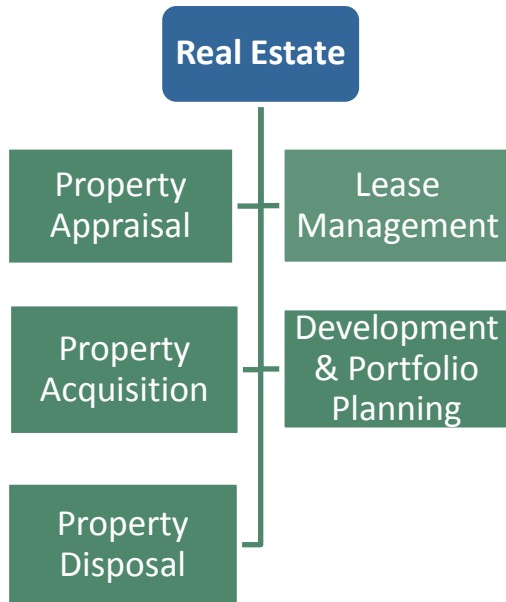 Real Estate
Property
Appraisal
Lease
Management
Property
Acquisition
Development
& Portfolio
Planning
Property
Disposal